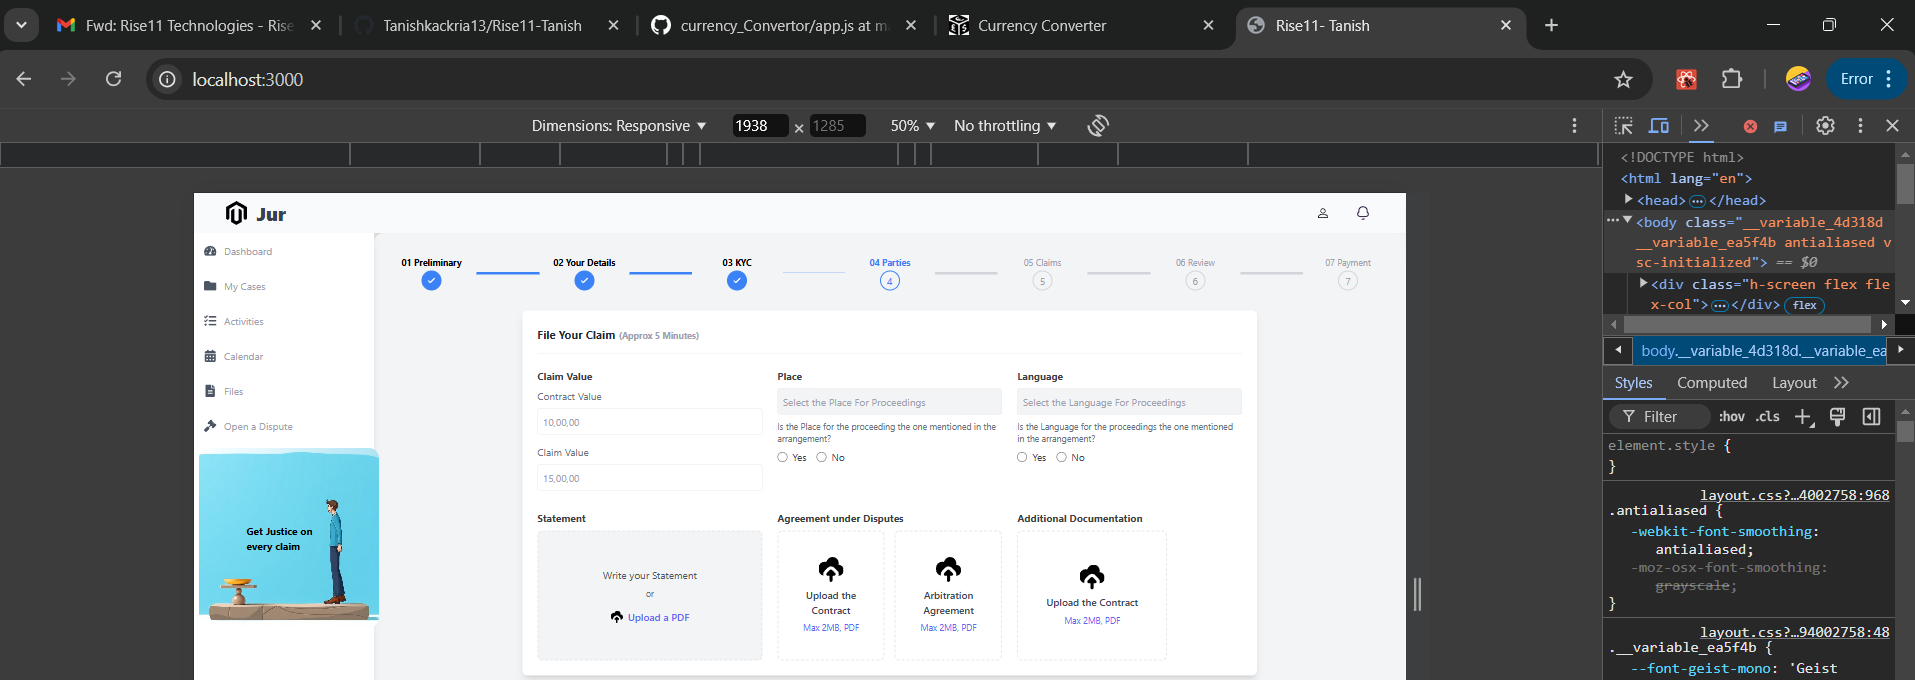 Fwd: Rise11 Technologies - Rise
Tanishkackria13/Rise11-Tanish
currency_Convertor/app.js at m
Currency Converter
Rise11- Tanish
localhost:3000
Error
Dimensions: Responsive
1938 × 1285
50%
No throttling
Jur
Dashboard
My Cases
Activities
Calendar
Files
Open a Dispute
Get Justice on
every claim
01 Preliminary
02 Your Details
03 KYC
04 Parties
05 Claims
06 Review
07 Payment
4
5
6
7
File Your Claim (Approx 5 Minutes)
Claim Value
Contract Value
10,00,00
Claim Value
15,00,00
Place
Select the Place For Proceedings
Is the Place for the proceeding the one mentioned in the
arrangement?
Yes No
Language
Select the Language For Proceedings
Is the Language for the proceedings the one mentioned
in the arrangement?
Yes No
Statement
Write your Statement
or
Upload a PDF
Agreement under Disputes
Upload the
Contract
Max 2MB, PDF
Arbitration
Agreement
Max 2MB, PDF
Additional Documentation
Upload the Contract
Max 2MB, PDF
<!DOCTYPE html>
<html lang="en">
<head> … </head>
<body class="__variable_4d318d
__variable_ea5f4b antialiased v
sc-initialized"> == $0
<div class="h-screen flex fle
x-col"> … </div> flex
body.__variable_4d318d.__variable_ea
Styles
Computed
Layout
Filter
:hov .cls
element.style {
}
layout.css?…4002758:968
.antialiased {
-webkit-font-smoothing:
antialiased;
-moz-osx-font-smoothing:
grayscale;
}
layout.css?…94002758:48
.__variable_ea5f4b {
--font-geist-mono: 'Geist